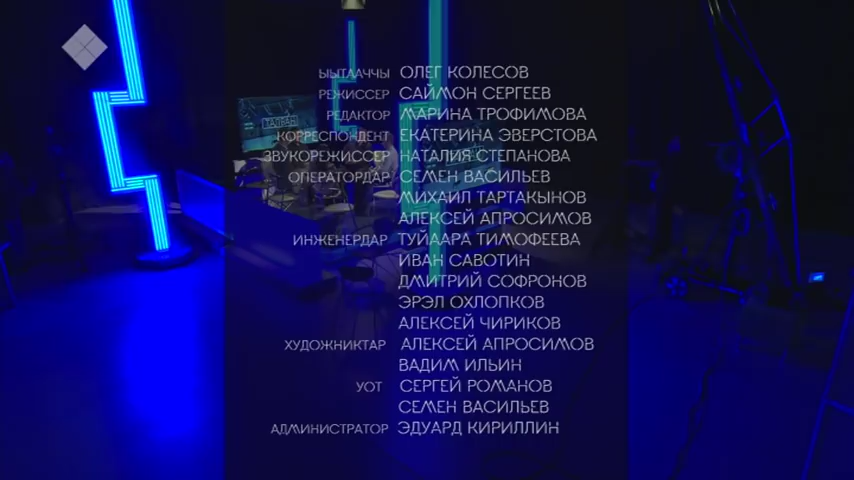 ЫЫТААЧЧЫ ОЛЕГ КОЛЕСОВ
РЕЖИССЕР САЙМОН СЕРГЕЕВ
РЕДАКТОР МАРИНА ТРОФИМОВА
КОРРЕСПОНДЕНТ ЕКАТЕРИНА ЭВЕРСТОВА
ЗВУКОРЕЖИССЕР НАТАЛИЯ СТЕПАНОВА
ОПЕРАТОРДАР СЕМЕН ВАСИЛЬЕВ
МИХАИЛ ТАРТАКЫНОВ
АЛЕКСЕЙ АПРОСИМОВ
ИНЖЕНЕРДАР ТУЙААРА ТИМОФЕЕВА
ИВАН САВОТИН
ДМИТРИЙ СОФРОНОВ
ЭРЭЛ ОХЛОПКОВ
АЛЕКСЕЙ ЧИРИКОВ
ХУДОЖНИКТАР АЛЕКСЕЙ АПРОСИМОВ
ВАДИМ ИЛЬИН
УОТ СЕРГЕЙ РОМАНОВ
СЕМЕН ВАСИЛЬЕВ
АДМИНИСТРАТОР ЭДУАРД КИРИЛЛИН